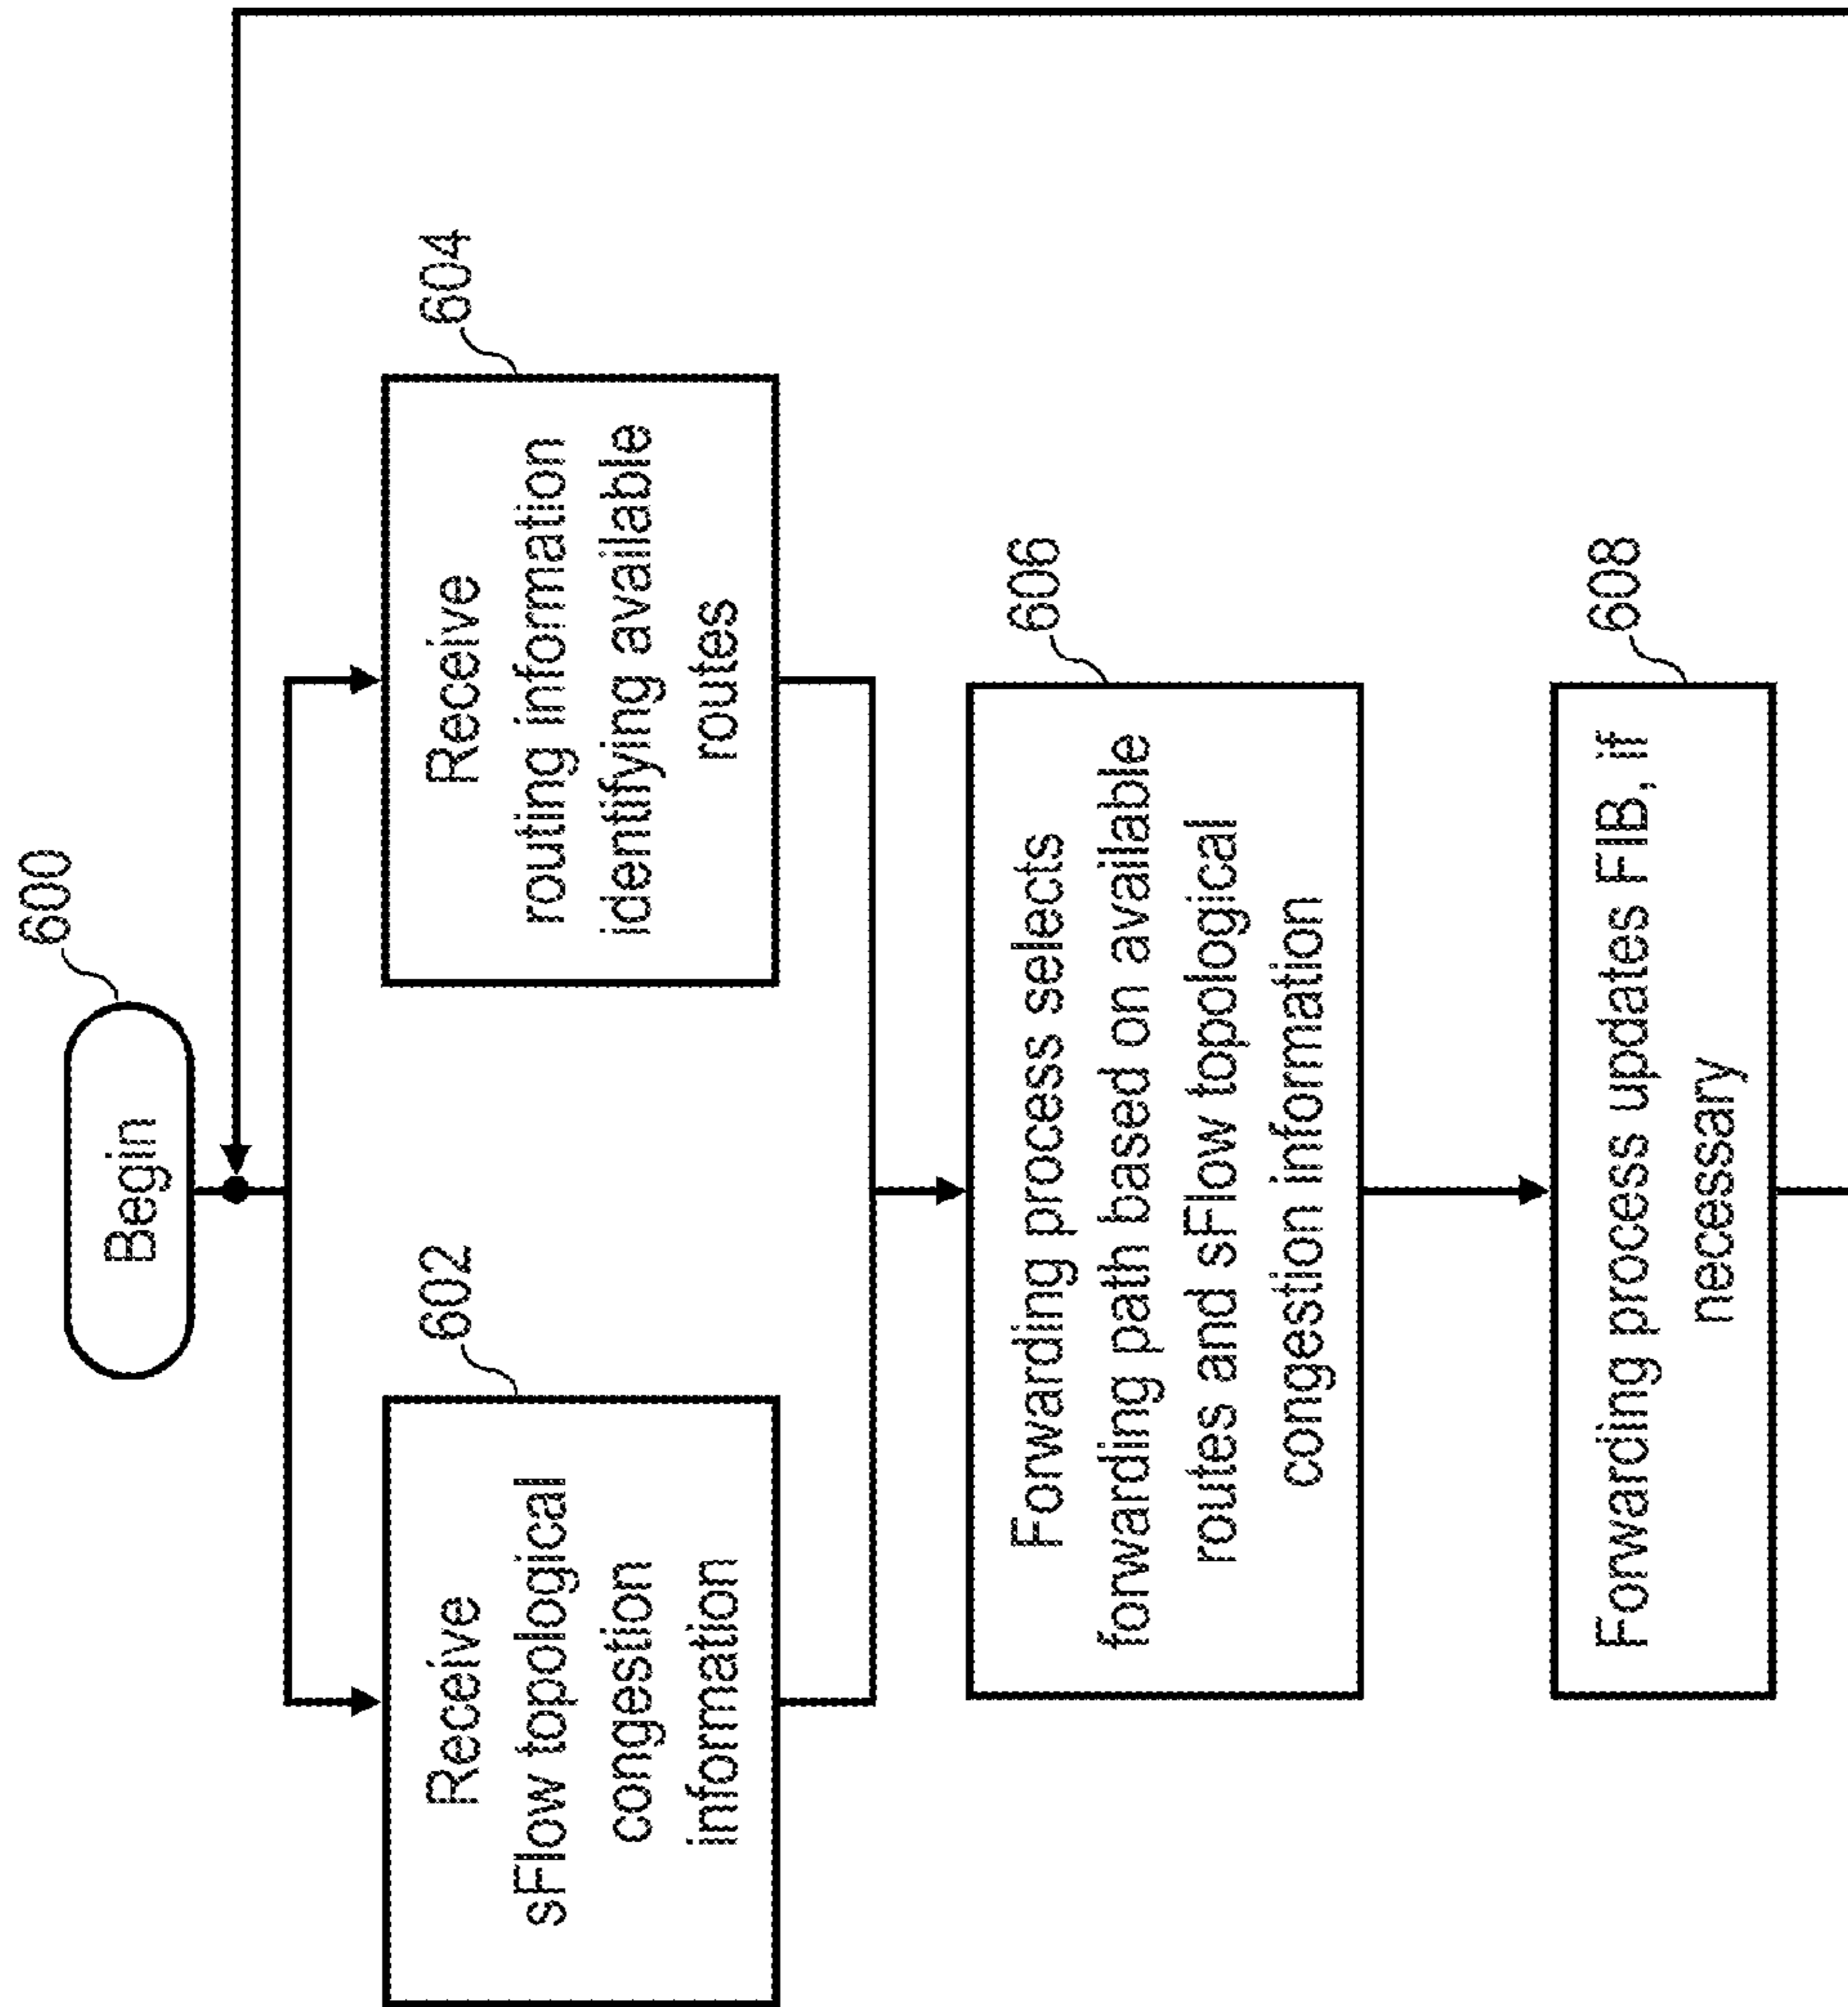 600
Begin
602
Receive
sFlow topological
congestion
information
604
Receive
routing information
identifying available
routes
606
Forwarding process selects
forwarding path based on available
routes and sFlow topological
congestion information
608
Forwarding process updates FIB, if
necessary